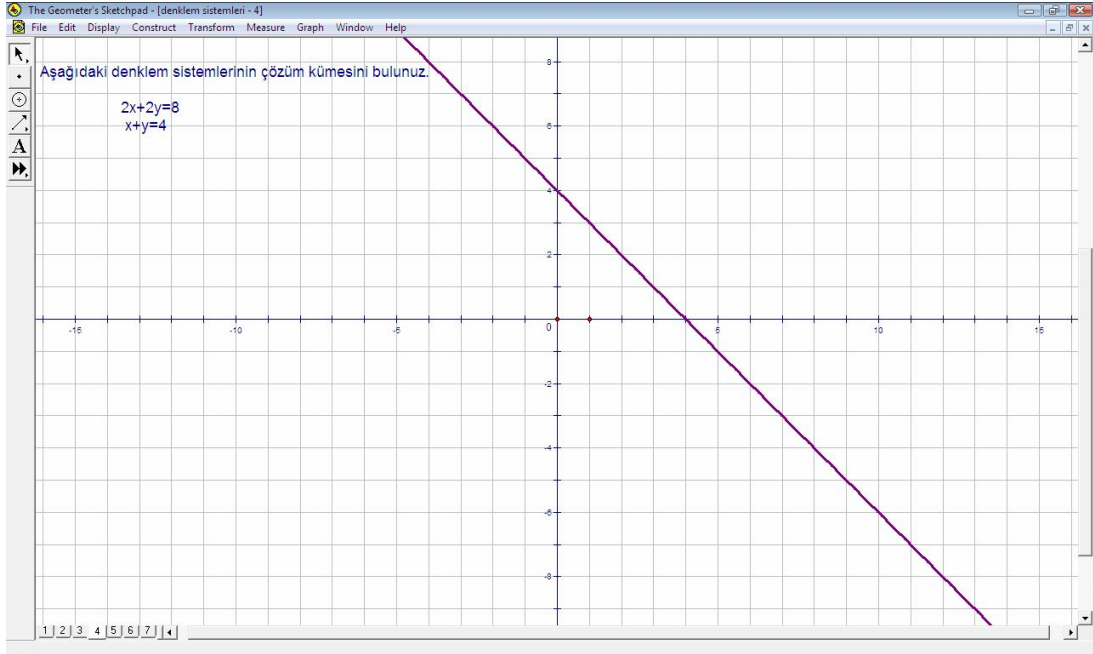 The Geometer's Sketchpad - [denklem sistemleri - 4]
File Edit Display Construct Transform Measure Graph Window Help
Aşağıdaki denklem sistemlerinin çözüm kümesini bulunuz.
2x+2y=8
x+y=4
A
8
6
4
2
-15 -10 -5 0 5 10 15
-2
-4
-6
-8
1 2 3 4 5 6 7